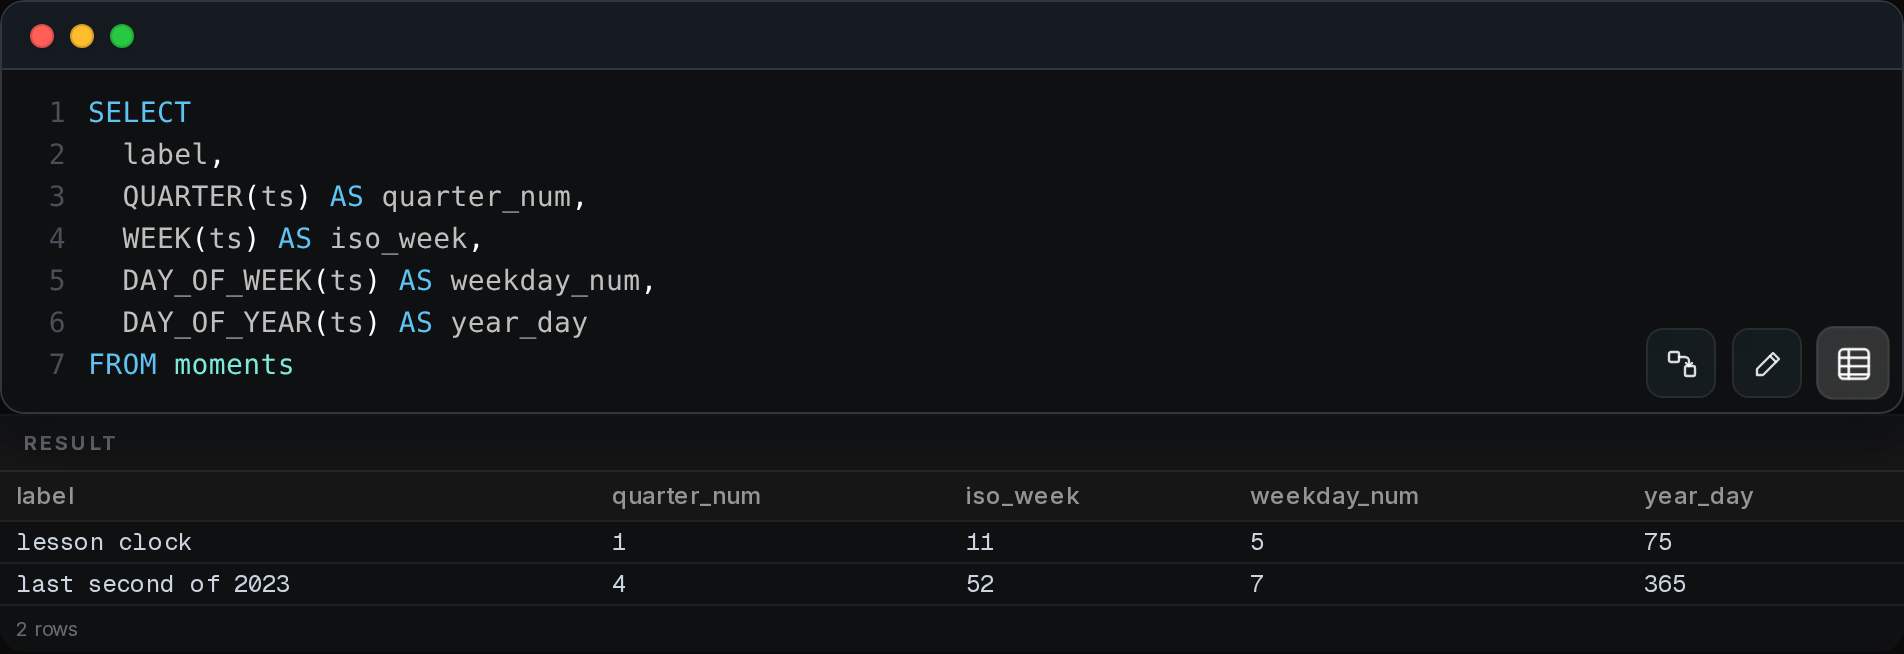 1 SELECT
2   label,
3   QUARTER(ts) AS quarter_num,
4   WEEK(ts) AS iso_week,
5   DAY_OF_WEEK(ts) AS weekday_num,
6   DAY_OF_YEAR(ts) AS year_day
7 FROM moments
RESULT
label quarter_num iso_week weekday_num year_day
lesson clock 1 11 5 75
last second of 2023 4 52 7 365
2 rows